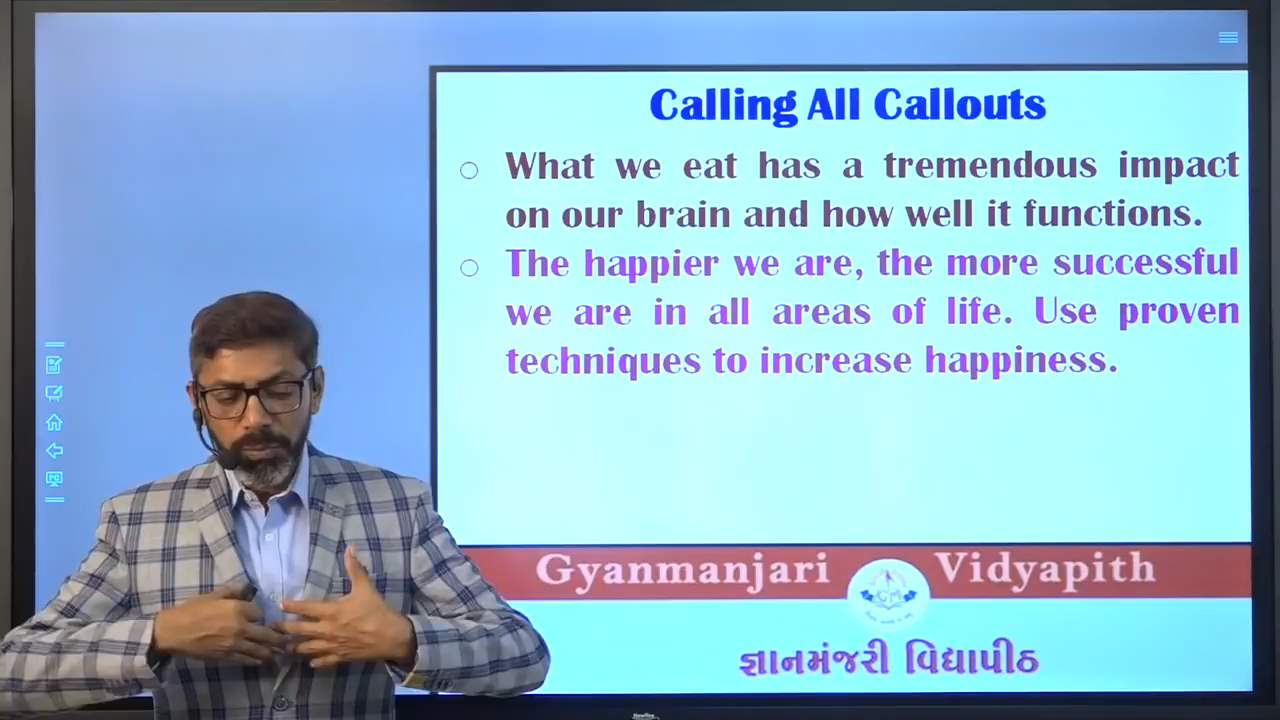 Calling All Callouts
What we eat has a tremendous impact
on our brain and how well it functions.
The happier we are, the more successful
we are in all areas of life. Use proven
techniques to increase happiness.
Gyanmanjari Vidyapith
GM
જ્ઞાનમંજરી વિદ્યાપીઠ